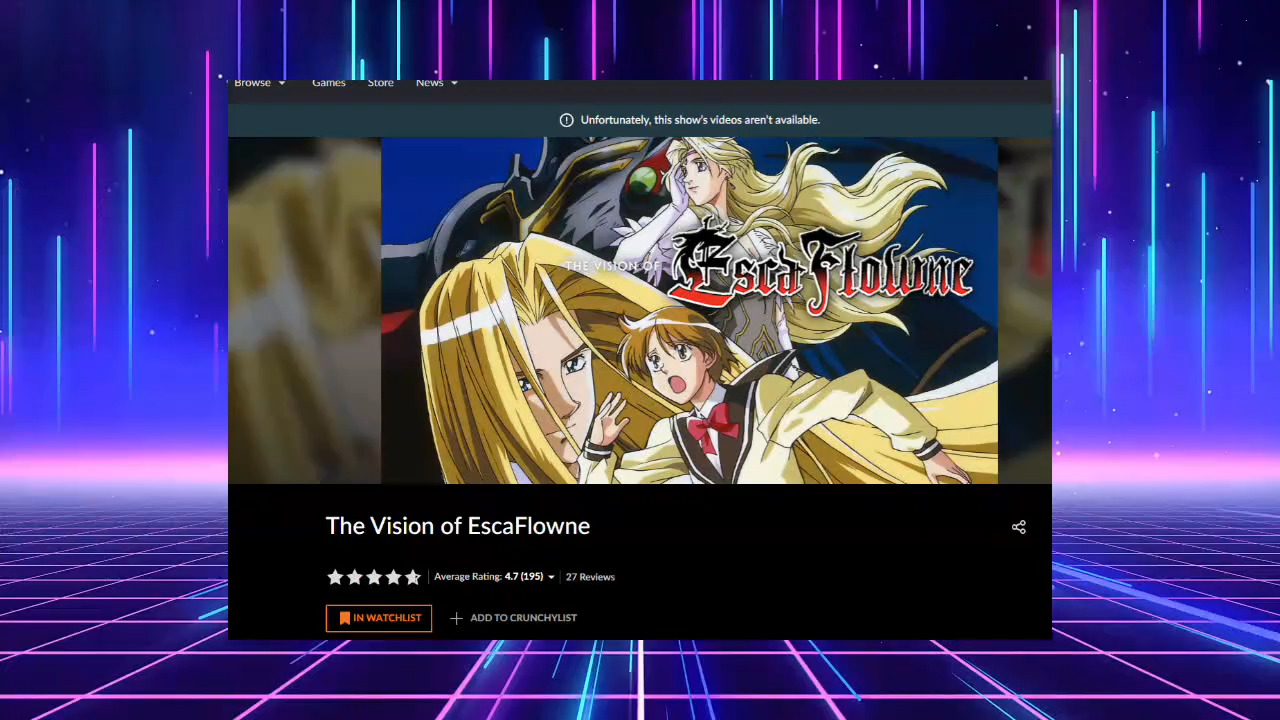 Browse Games Store News
Unfortunately, this show's videos aren't available.
THE VISION OF EscaFlowne
The Vision of EscaFlowne
Average Rating: 4.7 (195) 27 Reviews
IN WATCHLIST ADD TO CRUNCHYLIST